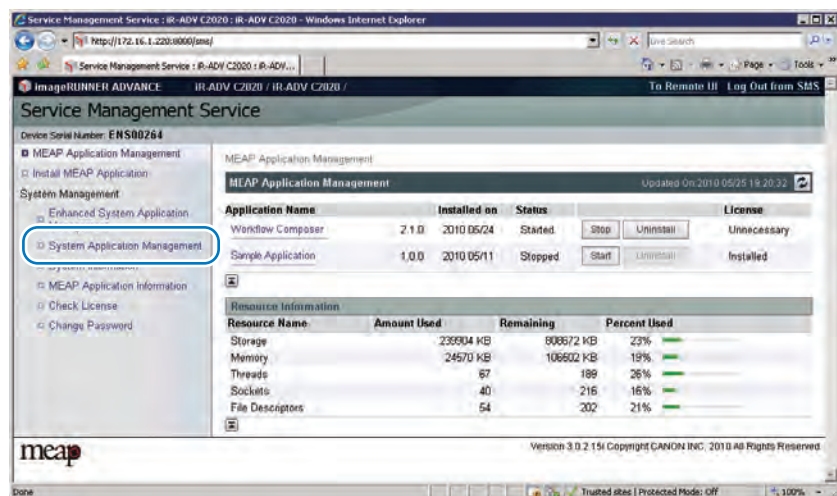 Service Management Service : iR-ADV C2020 : iR-ADV C2020 - Windows Internet Explorer
http://172.16.1.220:8000/sms/
Live Search
Service Management Service : iR-ADV C2020 : iR-ADV...
Page
Tools
imageRUNNER ADVANCE
iR-ADV C2020 / iR-ADV C2020 /
To Remote UI
Log Out from SMS
Service Management Service
Device Serial Number: ENS00264
MEAP Application Management
Install MEAP Application
System Management
Enhanced System Application
System Application Management
MEAP Application Information
Check License
Change Password
MEAP Application Management
MEAP Application Management
Updated On:2010 05/25 19:20:32
Application Name Installed on Status License
Workflow Composer 2.1.0 2010 05/24 Started Stop Uninstall Unnecessary
Sample Application 1.0.0 2010 05/11 Stopped Start Uninstall Installed
Resource Information
Resource Name Amount Used Remaining Percent Used
Storage 239904 KB 808672 KB 23%
Memory 24570 KB 106602 KB 19%
Threads 67 189 26%
Sockets 40 216 16%
File Descriptors 54 202 21%
meap
Version 3.0.2.15i Copyright CANON INC. 2010 All Rights Reserved
Done
Trusted sites | Protected Mode: Off
100%